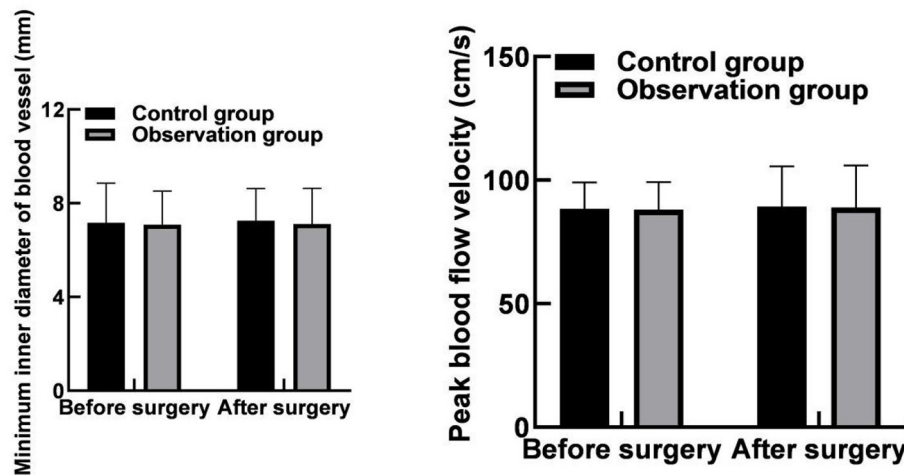 Minimum inner diameter of blood vessel (mm)
12
8
4
0
Control group
Observation group
Before surgery After surgery
Peak blood flow velocity (cm/s)
150
100
50
0
Control group
Observation group
Before surgery After surgery